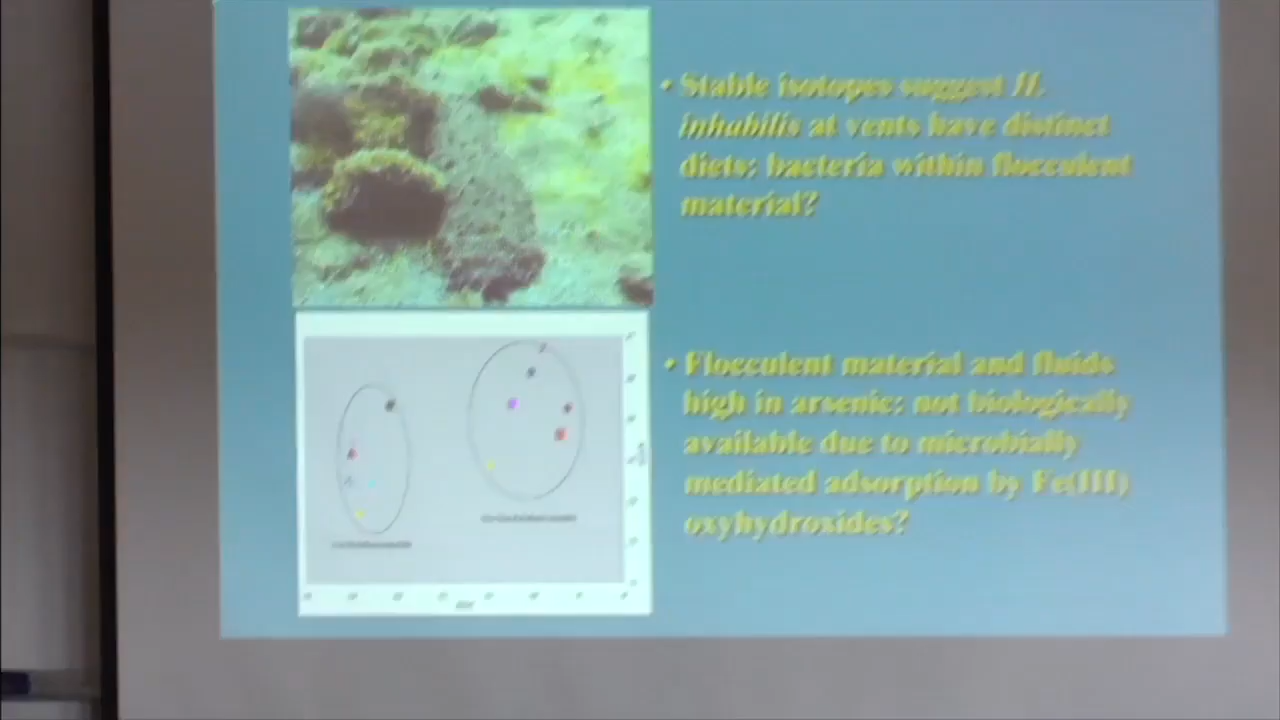 • Stable isotopes suggest H.
inhabilis at vents have distinct
diets: bacteria within flocculent
material?
• Flocculent material and fluids
high in arsenic: not biologically
available due to microbially
mediated adsorption by Fe(III)
oxyhydroxides?